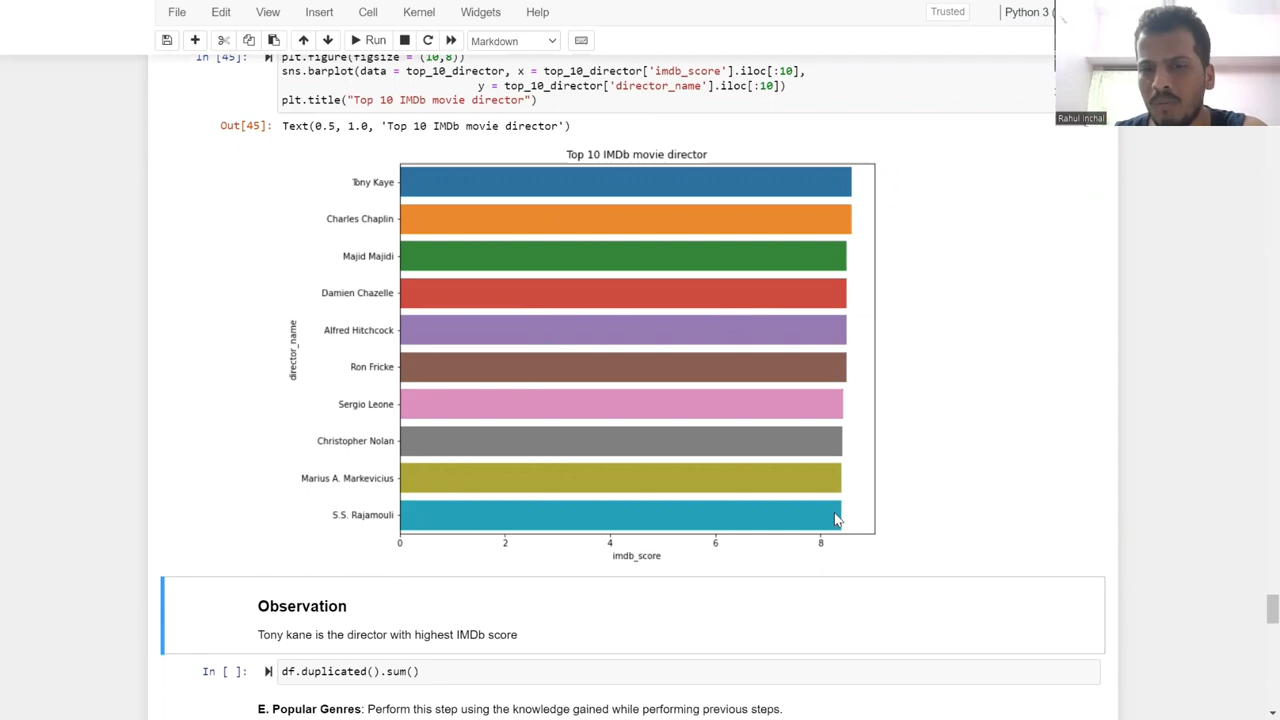 File Edit View Insert Cell Kernel Widgets Help Trusted Python 3 (
Run Markdown
Rahul Inchal
In [45]: plt.figure(figsize = (10,8))
sns.barplot(data = top_10_director, x = top_10_director['imdb_score'].iloc[:10],
y = top_10_director['director_name'].iloc[:10])
plt.title("Top 10 IMDb movie director")
Out[45]: Text(0.5, 1.0, 'Top 10 IMDb movie director')
Top 10 IMDb movie director
Tony Kaye
Charles Chaplin
Majid Majidi
Damien Chazelle
Alfred Hitchcock
director_name
Ron Fricke
Sergio Leone
Christopher Nolan
Marius A. Markevicius
S.S. Rajamouli
0 2 4 6 8
imdb_score
Observation
Tony kane is the director with highest IMDb score
In [ ]: df.duplicated().sum()
E. Popular Genres: Perform this step using the knowledge gained while performing previous steps.